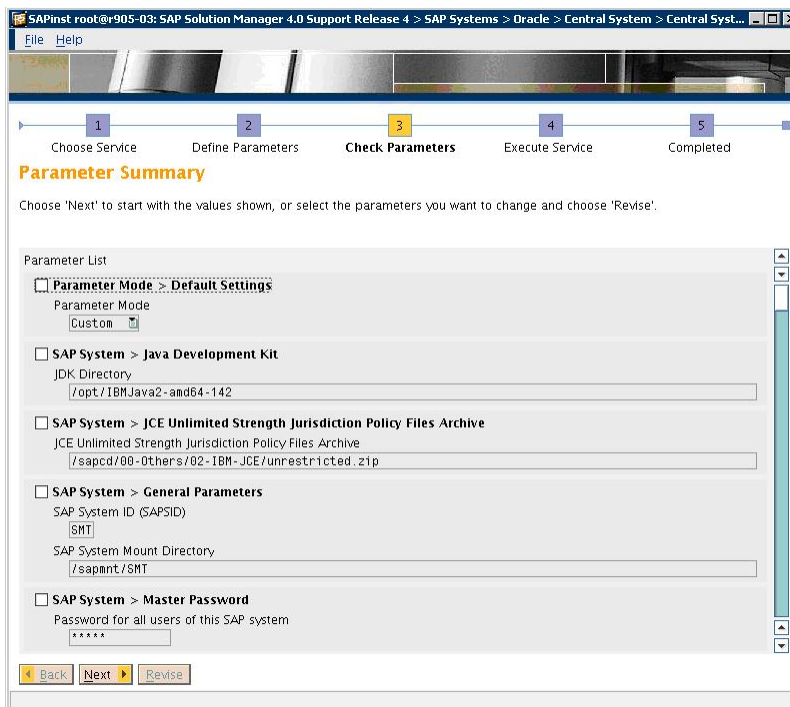 SAPinst root@r905-03: SAP Solution Manager 4.0 Support Release 4 > SAP Systems > Oracle > Central System > Central Syst...
File Help
1 2 3 4 5
Choose Service Define Parameters Check Parameters Execute Service Completed
Parameter Summary
Choose 'Next' to start with the values shown, or select the parameters you want to change and choose 'Revise'.
Parameter List
Parameter Mode > Default Settings
Parameter Mode
Custom
SAP System > Java Development Kit
JDK Directory
/opt/IBMJava2-amd64-142
SAP System > JCE Unlimited Strength Jurisdiction Policy Files Archive
JCE Unlimited Strength Jurisdiction Policy Files Archive
/sapcd/00-Others/02-IBM-JCE/unrestricted.zip
SAP System > General Parameters
SAP System ID (SAPSID)
SMT
SAP System Mount Directory
/sapmnt/SMT
SAP System > Master Password
Password for all users of this SAP system
*****
Back Next Revise